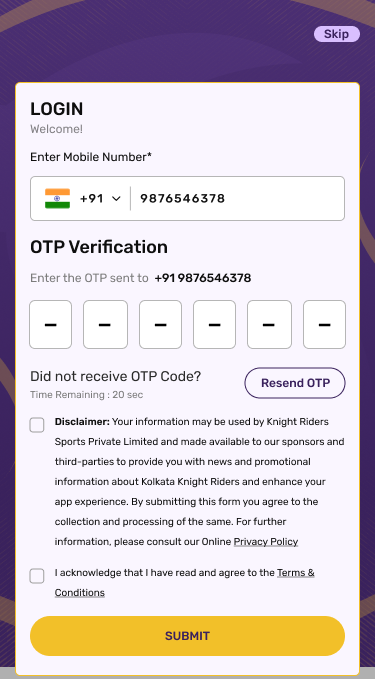 Skip
LOGIN
Welcome!
Enter Mobile Number*
+91 9876546378
OTP Verification
Enter the OTP sent to +91 9876546378
– – – – – –
Did not receive OTP Code?
Time Remaining : 20 sec
Resend OTP
Disclaimer: Your information may be used by Knight Riders
Sports Private Limited and made available to our sponsors and
third-parties to provide you with news and promotional
information about Kolkata Knight Riders and enhance your
app experience. By submitting this form you agree to the
collection and processing of the same. For further
information, please consult our Online Privacy Policy
I acknowledge that I have read and agree to the Terms &
Conditions
SUBMIT